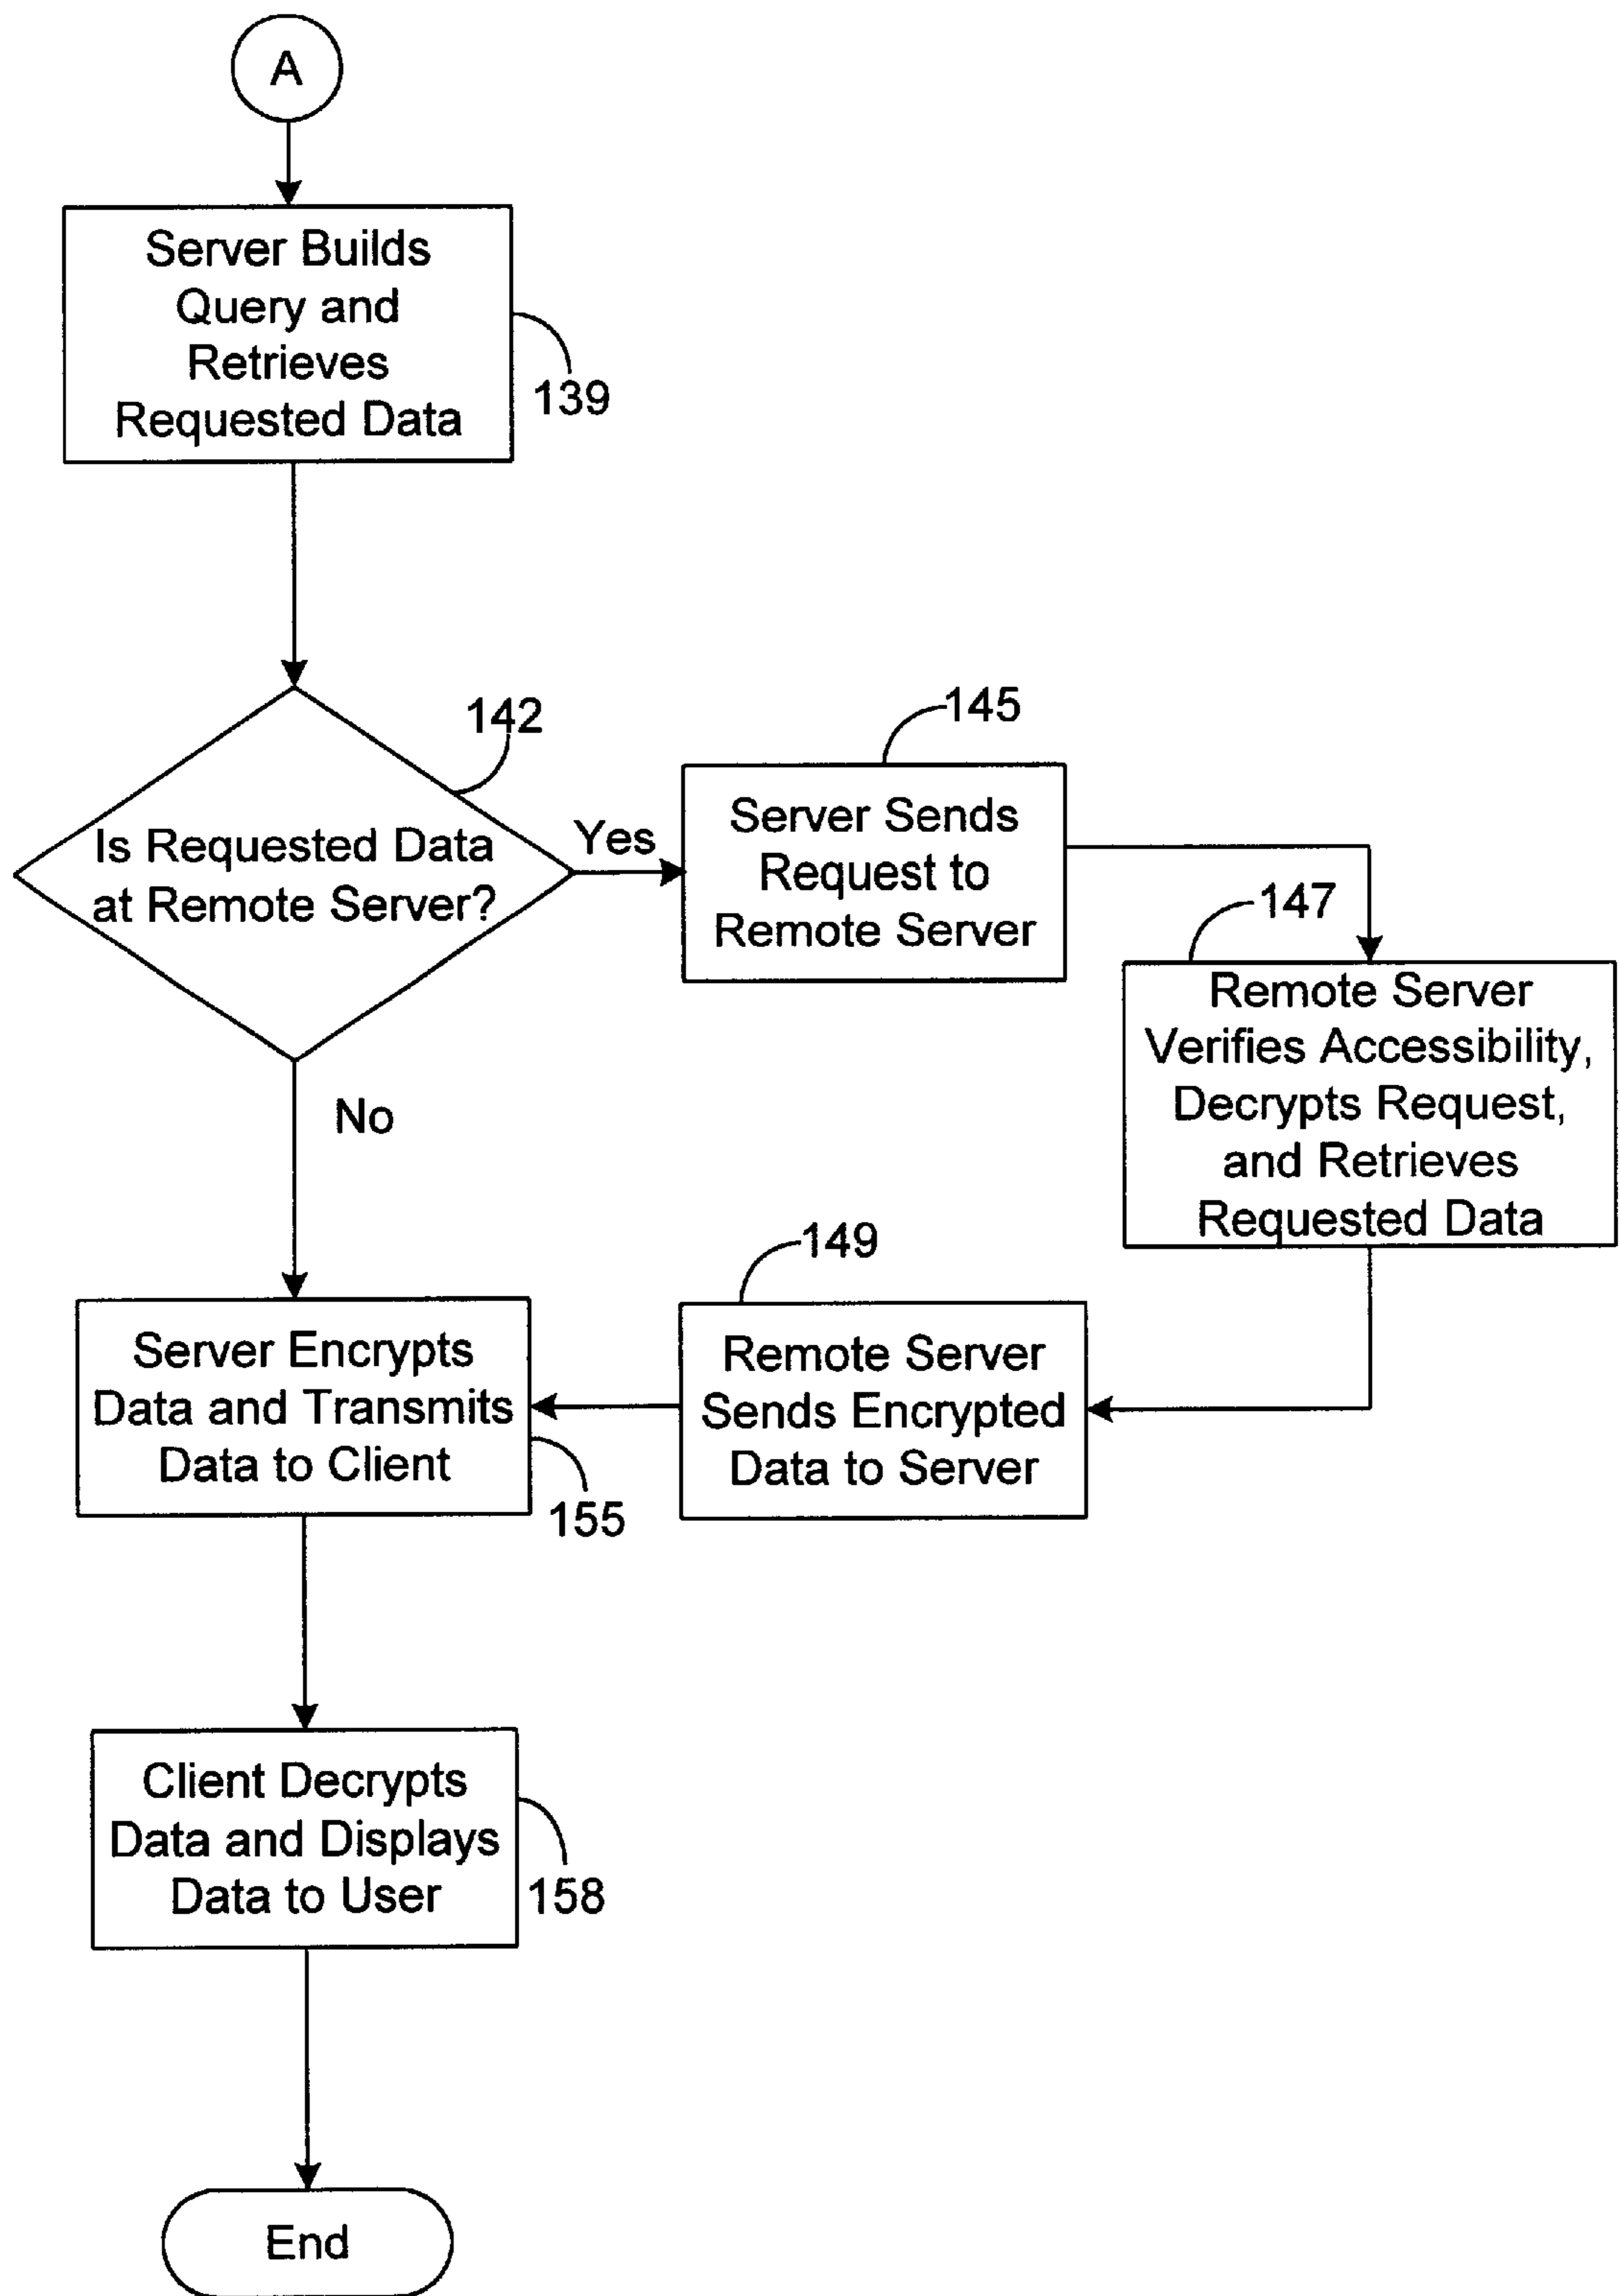 A
Server Builds
Query and
Retrieves
Requested Data
139
142
Is Requested Data
at Remote Server?
Yes
145
Server Sends
Request to
Remote Server
147
Remote Server
Verifies Accessibility,
Decrypts Request,
and Retrieves
Requested Data
No
149
Remote Server
Sends Encrypted
Data to Server
Server Encrypts
Data and Transmits
Data to Client
155
Client Decrypts
Data and Displays
Data to User
158
End